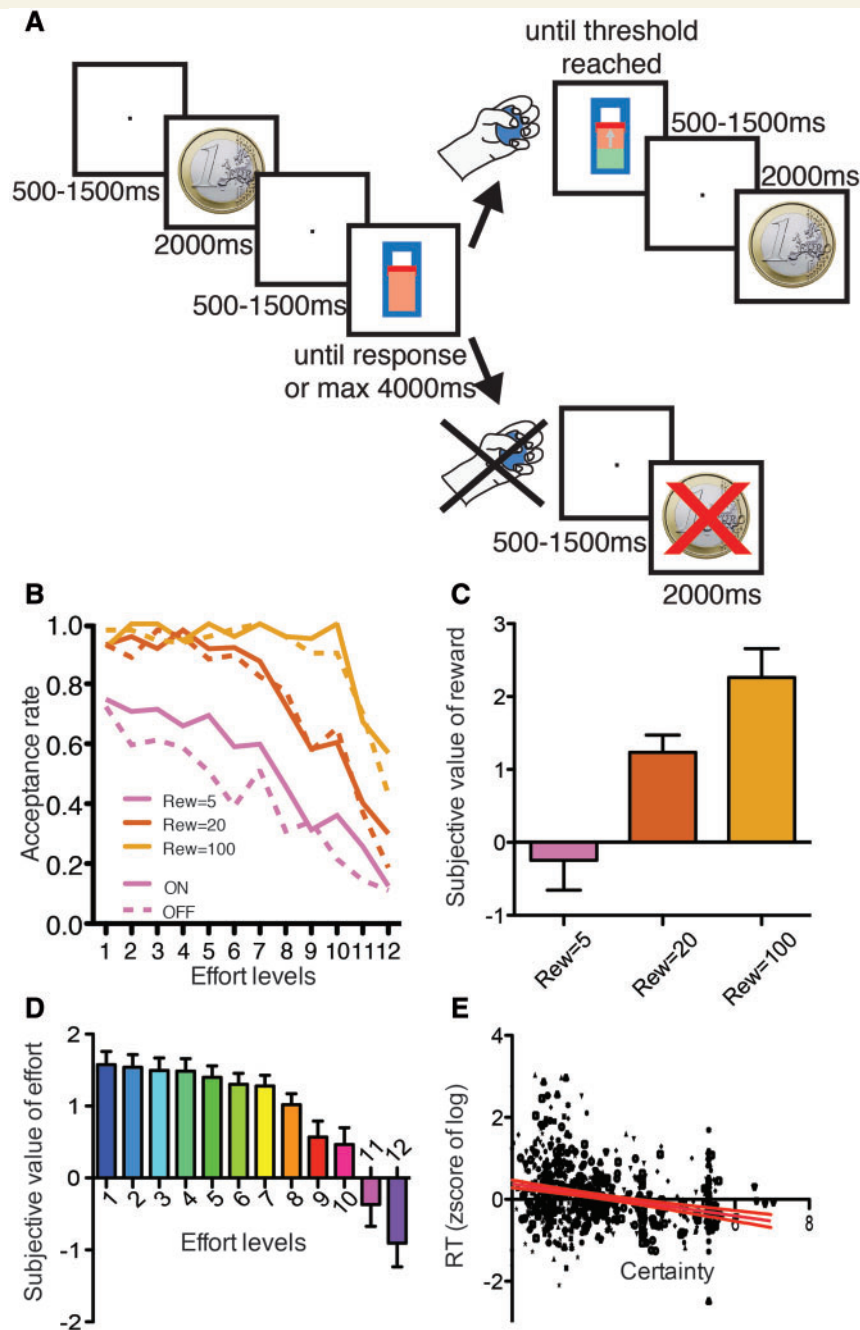 A
until threshold
reached
500-1500ms
2000ms
500-1500ms
2000ms
500-1500ms
until response
or max 4000ms
500-1500ms
2000ms
B
Acceptance rate
1.0
0.8
0.6
0.4
0.2
0.0
Rew=5
Rew=20
Rew=100
ON
OFF
1 2 3 4 5 6 7 8 9 10 11 12
Effort levels
C
Subjective value of reward
3
2
1
0
-1
Rew=5
Rew=20
Rew=100
D
Subjective value of effort
2
1
0
-1
-2
1 2 3 4 5 6 7 8 9 10 11 12
Effort levels
E
RT (zscore of log)
4
2
0
-2
8
Certainty